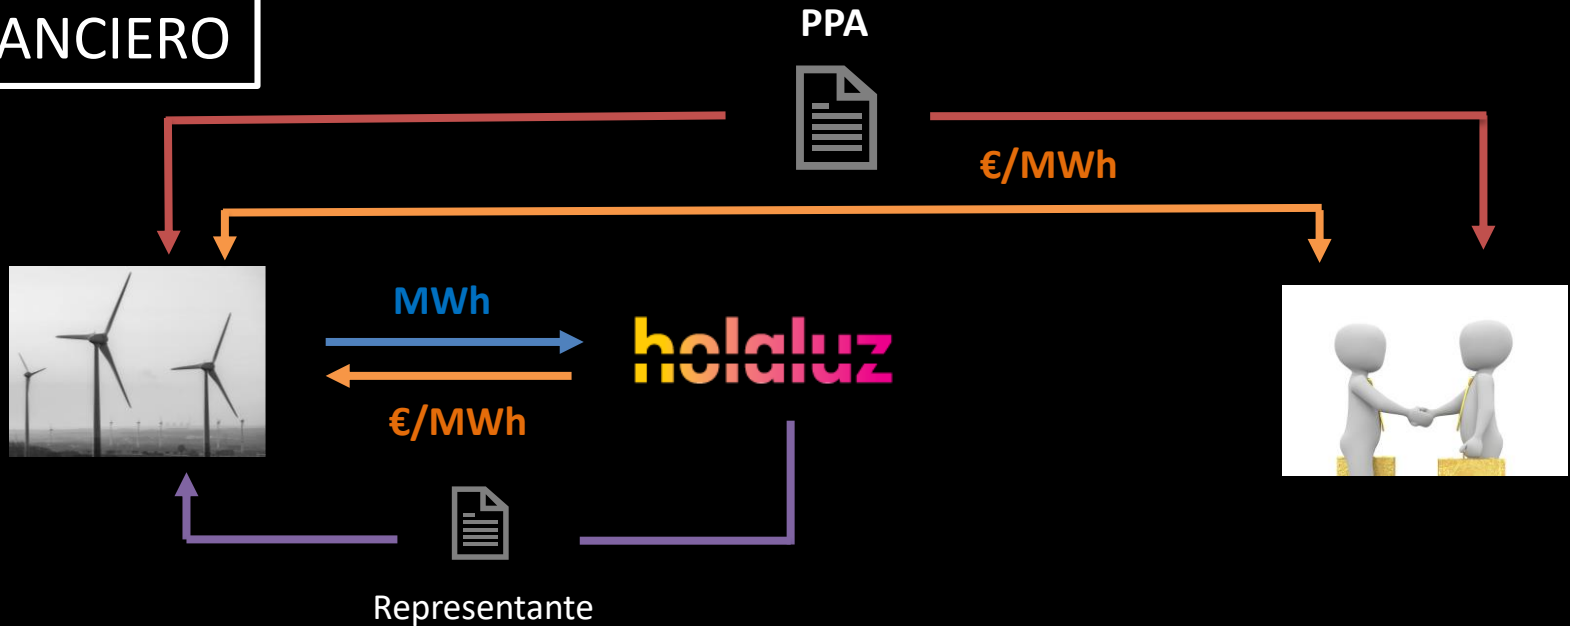 ANCIERO
PPA
€/MWh
MWh
holaluz
€/MWh
Representante